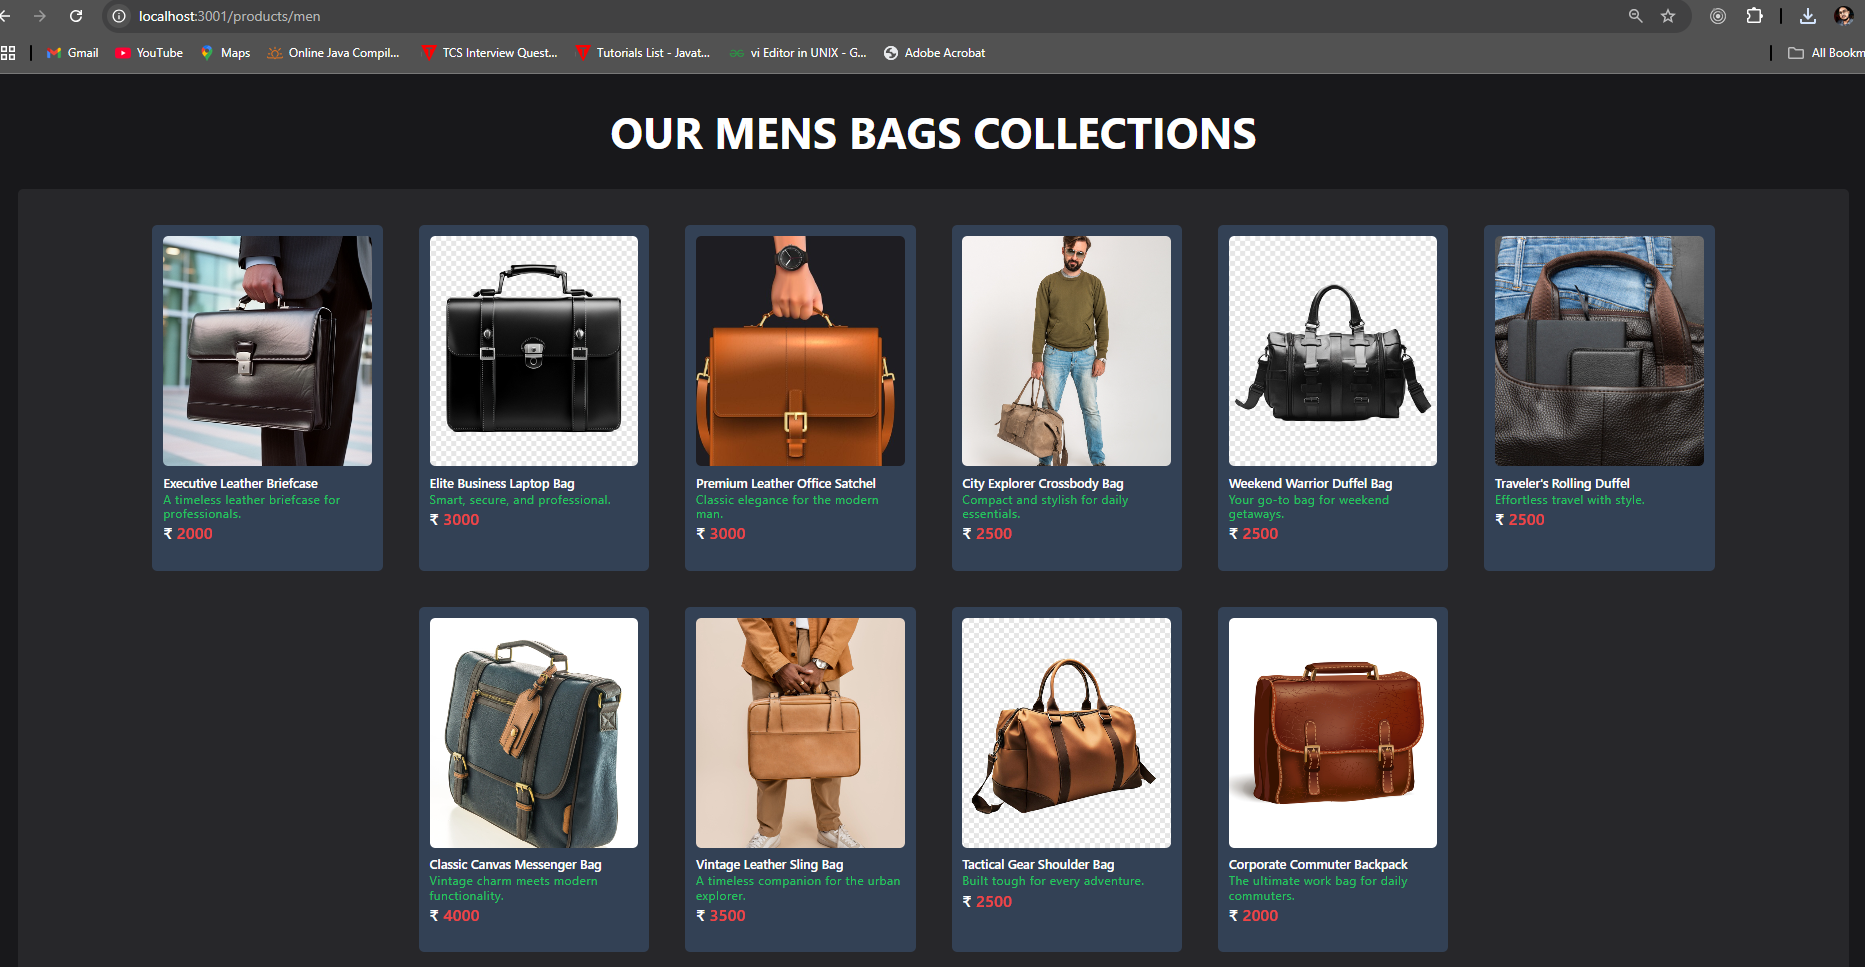 localhost:3001/products/men
Gmail
YouTube
Maps
Online Java Compil...
TCS Interview Quest...
Tutorials List - Javat...
vi Editor in UNIX - G...
Adobe Acrobat
All Bookm
OUR MENS BAGS COLLECTIONS
Executive Leather Briefcase
A timeless leather briefcase for
professionals.
₹ 2000
Elite Business Laptop Bag
Smart, secure, and professional.
₹ 3000
Premium Leather Office Satchel
Classic elegance for the modern
man.
₹ 3000
City Explorer Crossbody Bag
Compact and stylish for daily
essentials.
₹ 2500
Weekend Warrior Duffel Bag
Your go-to bag for weekend
getaways.
₹ 2500
Traveler's Rolling Duffel
Effortless travel with style.
₹ 2500
Classic Canvas Messenger Bag
Vintage charm meets modern
functionality.
₹ 4000
Vintage Leather Sling Bag
A timeless companion for the urban
explorer.
₹ 3500
Tactical Gear Shoulder Bag
Built tough for every adventure.
₹ 2500
Corporate Commuter Backpack
The ultimate work bag for daily
commuters.
₹ 2000